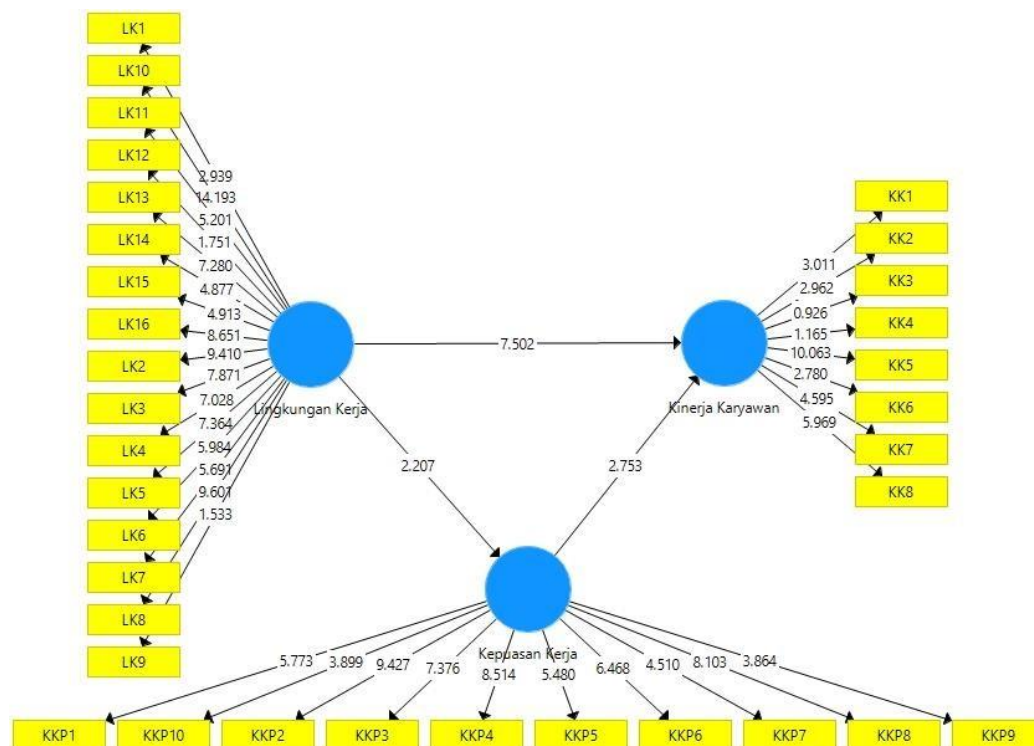 LK1
LK10
LK11
LK12
LK13
LK14
LK15
LK16
LK2
LK3
LK4
LK5
LK6
LK7
LK8
LK9
2.939
14.193
5.201
1.751
7.280
4.877
4.913
8.651
9.410
7.871
7.028
7.364
5.984
5.691
9.601
1.533
Lingkungan Kerja
7.502
2.207
2.753
Kinerja Karyawan
3.011
2.962
0.926
1.165
10.063
2.780
4.595
5.969
KK1
KK2
KK3
KK4
KK5
KK6
KK7
KK8
Kepuasan Kerja
5.773
3.899
9.427
7.376
8.514
5.480
6.468
4.510
8.103
3.864
KKP1
KKP10
KKP2
KKP3
KKP4
KKP5
KKP6
KKP7
KKP8
KKP9